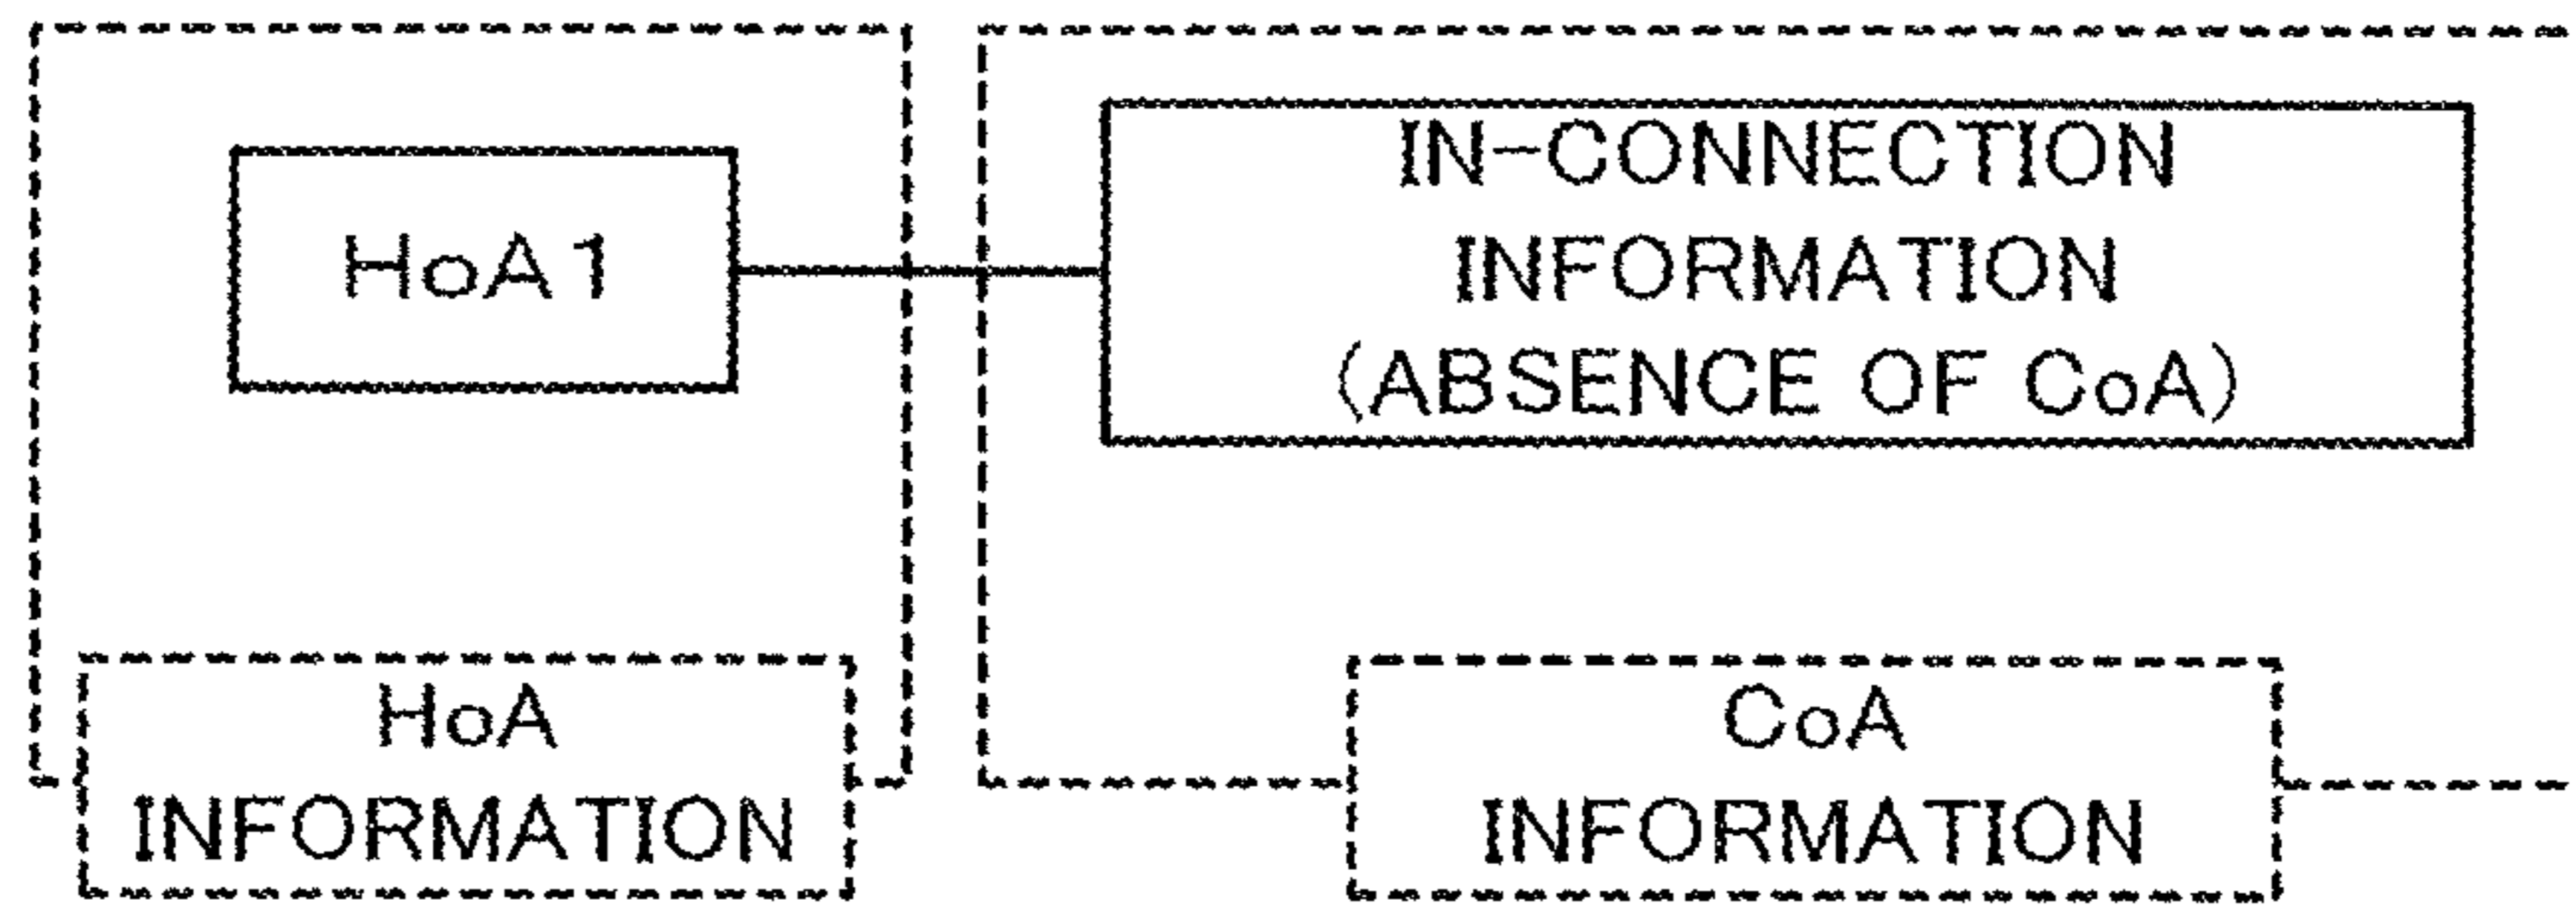 HoA1
IN-CONNECTION
INFORMATION
(ABSENCE OF CoA)
HoA
INFORMATION
CoA
INFORMATION